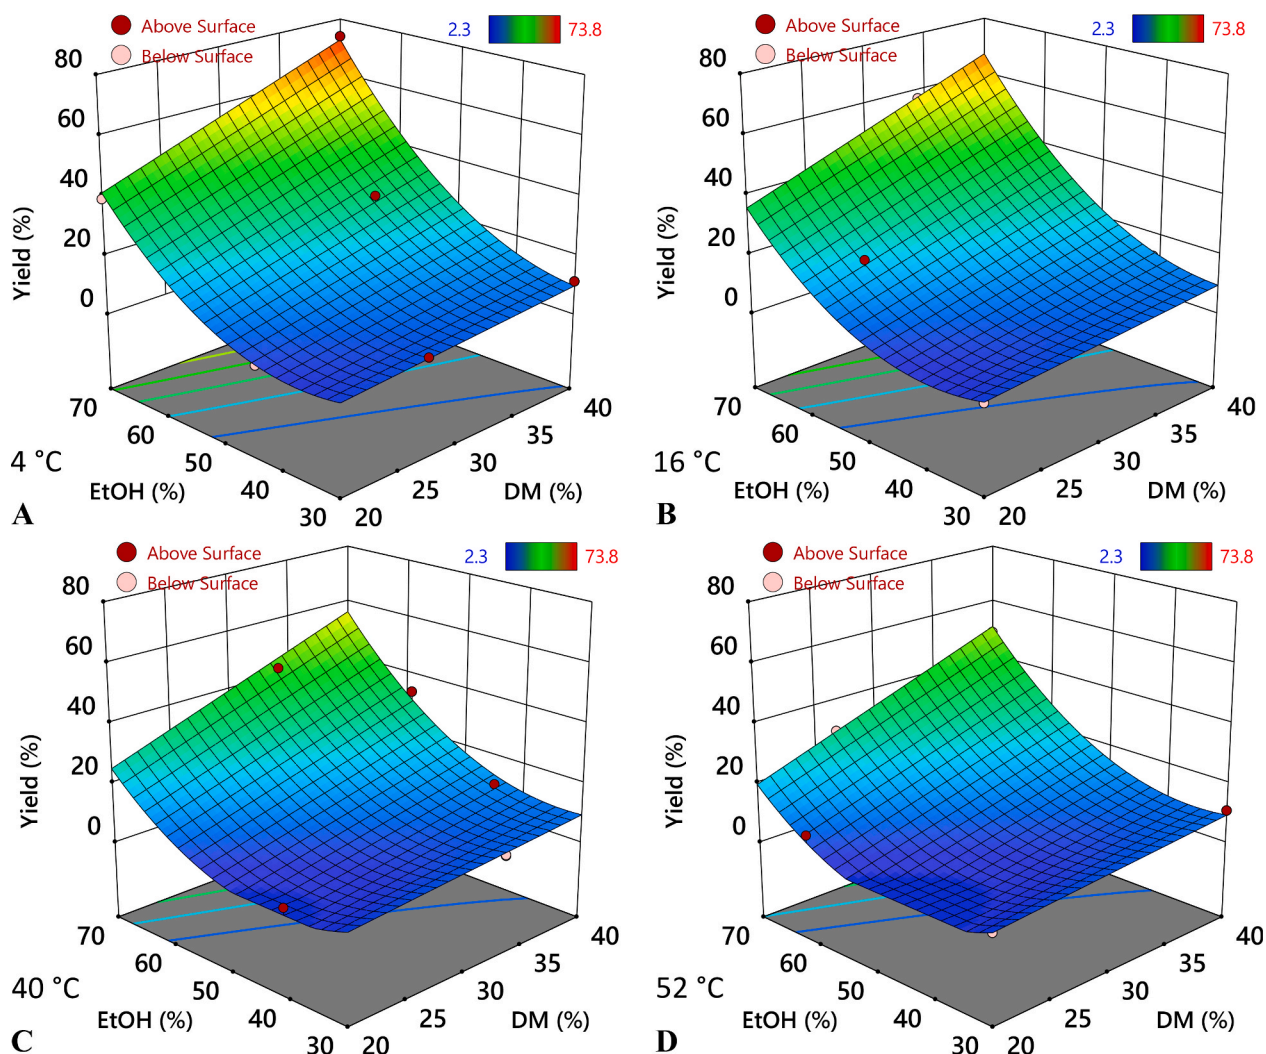 Above Surface
Below Surface
2.3 73.8
80
60
40
20
0
Yield (%)
70
60
50
40
30
20
25
30
35
40
4 °C
EtOH (%)
DM (%)
A
Above Surface
Below Surface
2.3 73.8
80
60
40
20
0
Yield (%)
70
60
50
40
30
20
25
30
35
40
16 °C
EtOH (%)
DM (%)
B
Above Surface
Below Surface
2.3 73.8
80
60
40
20
0
Yield (%)
70
60
50
40
30
20
25
30
35
40
40 °C
EtOH (%)
DM (%)
C
Above Surface
Below Surface
2.3 73.8
80
60
40
20
0
Yield (%)
70
60
50
40
30
20
25
30
35
40
52 °C
EtOH (%)
DM (%)
D